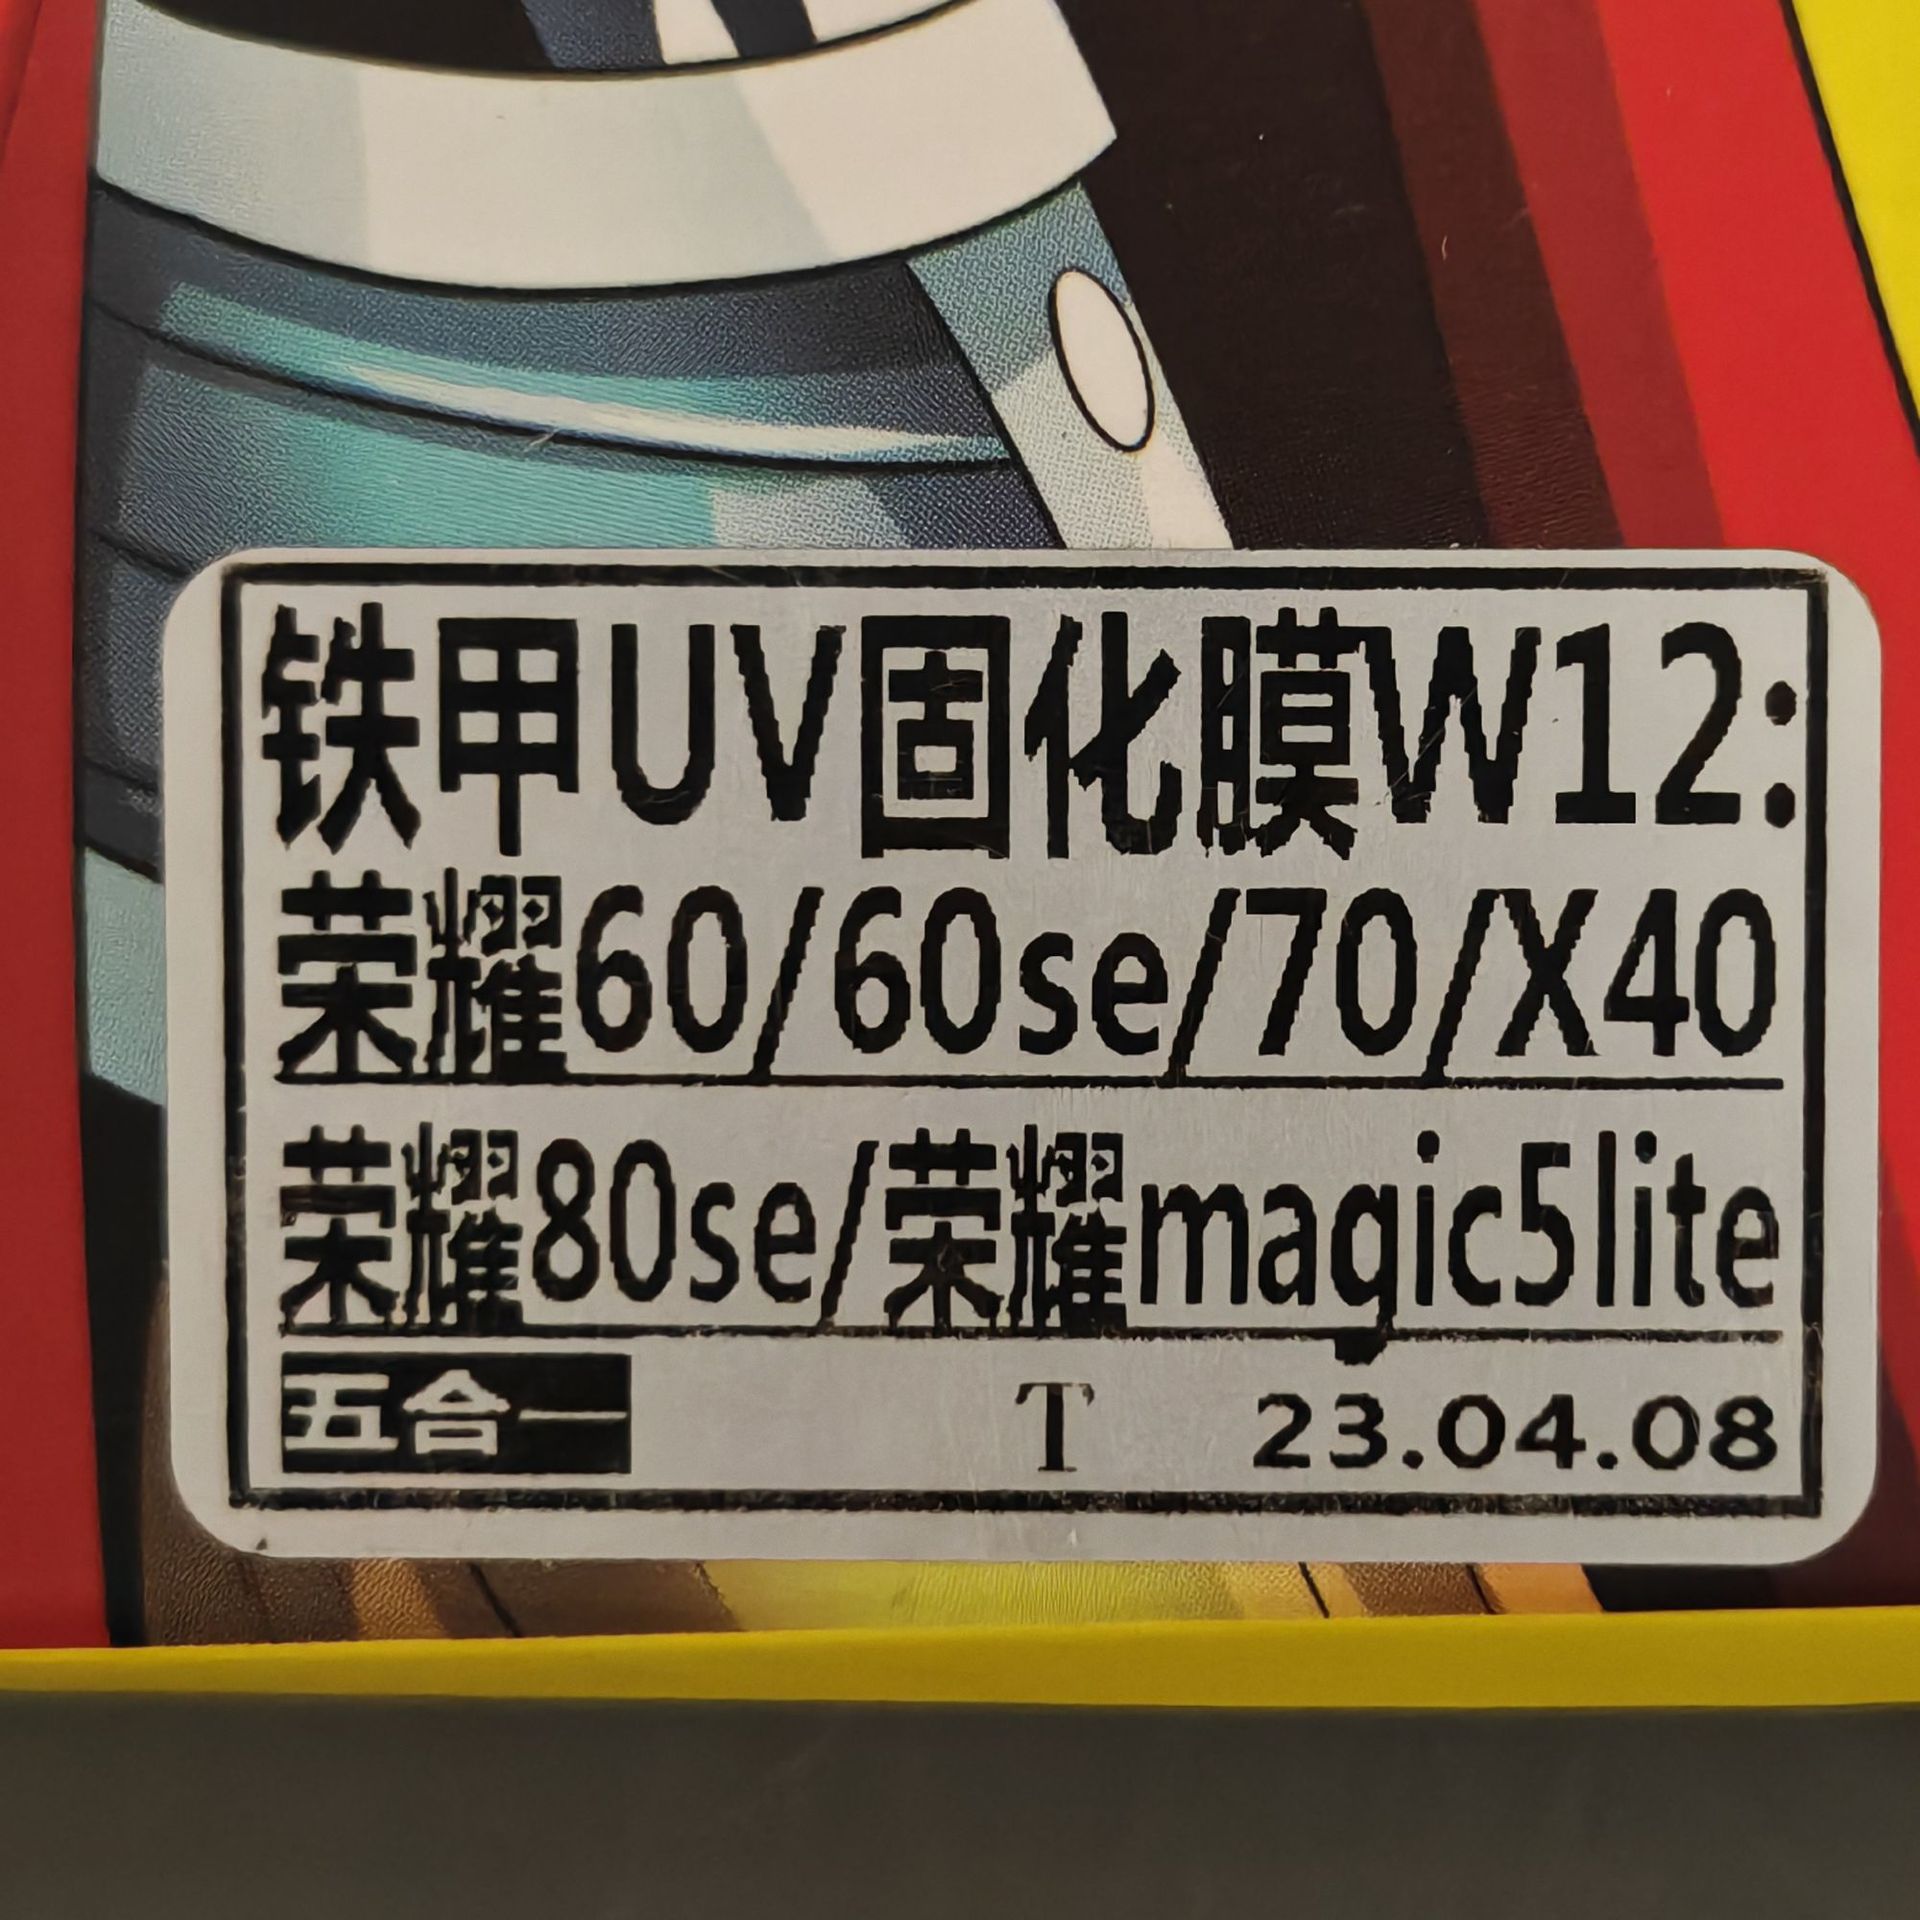 铁甲UV固化膜W12:
荣耀60/60se/70/X40
荣耀80se/荣耀magic5lite
五合一 T 23.04.08